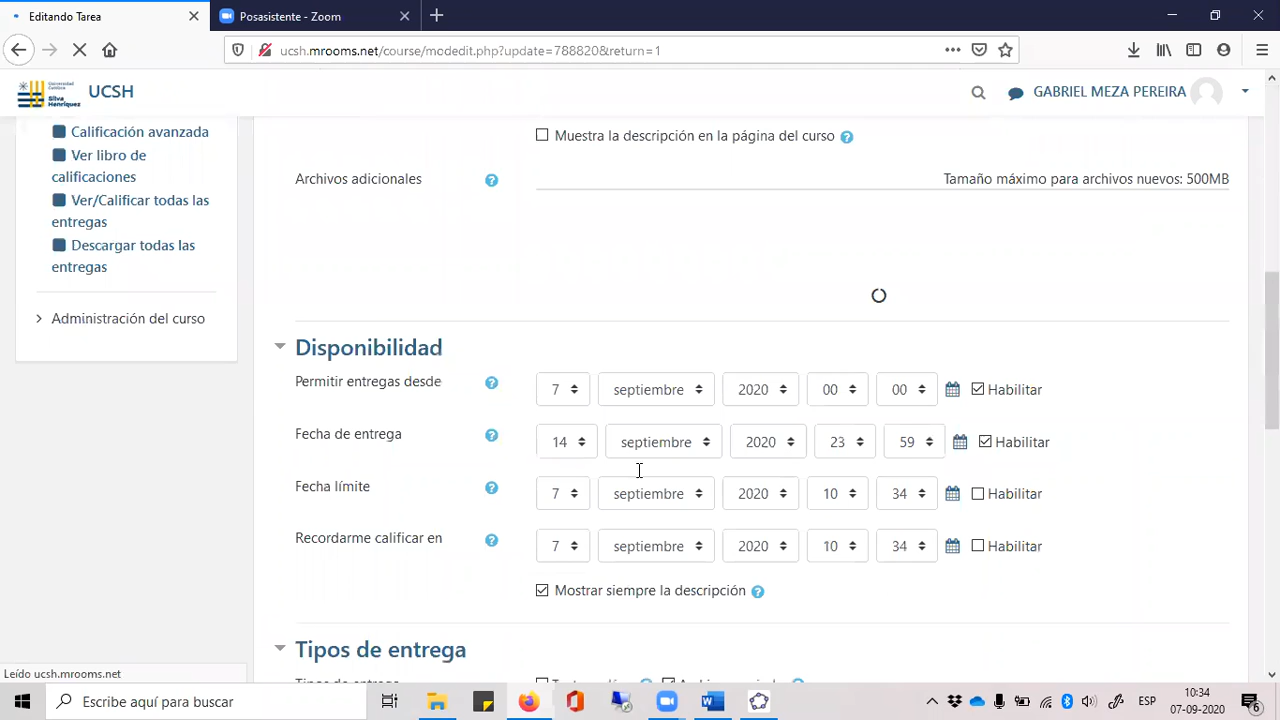 Editando Tarea
Posasistente - Zoom
ucsh.mrooms.net/course/modedit.php?update=788820&return=1
Universidad Católica Silva Henríquez
UCSH
GABRIEL MEZA PEREIRA
Calificación avanzada
Ver libro de
calificaciones
Ver/Calificar todas las
entregas
Descargar todas las
entregas
Administración del curso
Muestra la descripción en la página del curso
Archivos adicionales
Tamaño máximo para archivos nuevos: 500MB
Disponibilidad
Permitir entregas desde 7 septiembre 2020 00 00 Habilitar
Fecha de entrega 14 septiembre 2020 23 59 Habilitar
Fecha límite 7 septiembre 2020 10 34 Habilitar
Recordarme calificar en 7 septiembre 2020 10 34 Habilitar
Mostrar siempre la descripción
Tipos de entrega
Leído ucsh.mrooms.net
Escribe aquí para buscar
ESP
10:34
07-09-2020
6